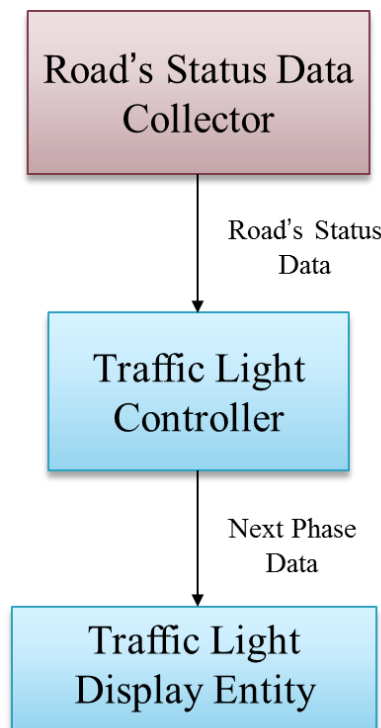 Road’s Status Data
Collector
Road’s Status
Data
Traffic Light
Controller
Next Phase
Data
Traffic Light
Display Entity